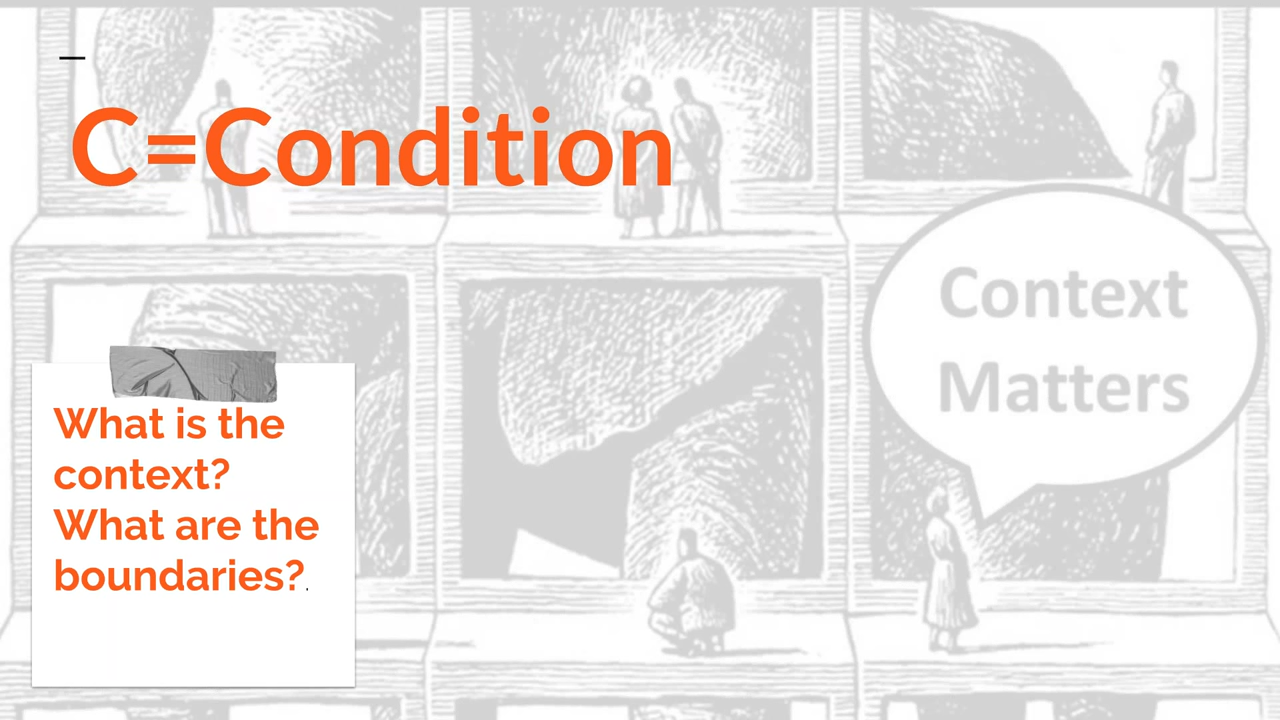 C=Condition
Context
Matters
What is the
context?
What are the
boundaries?.